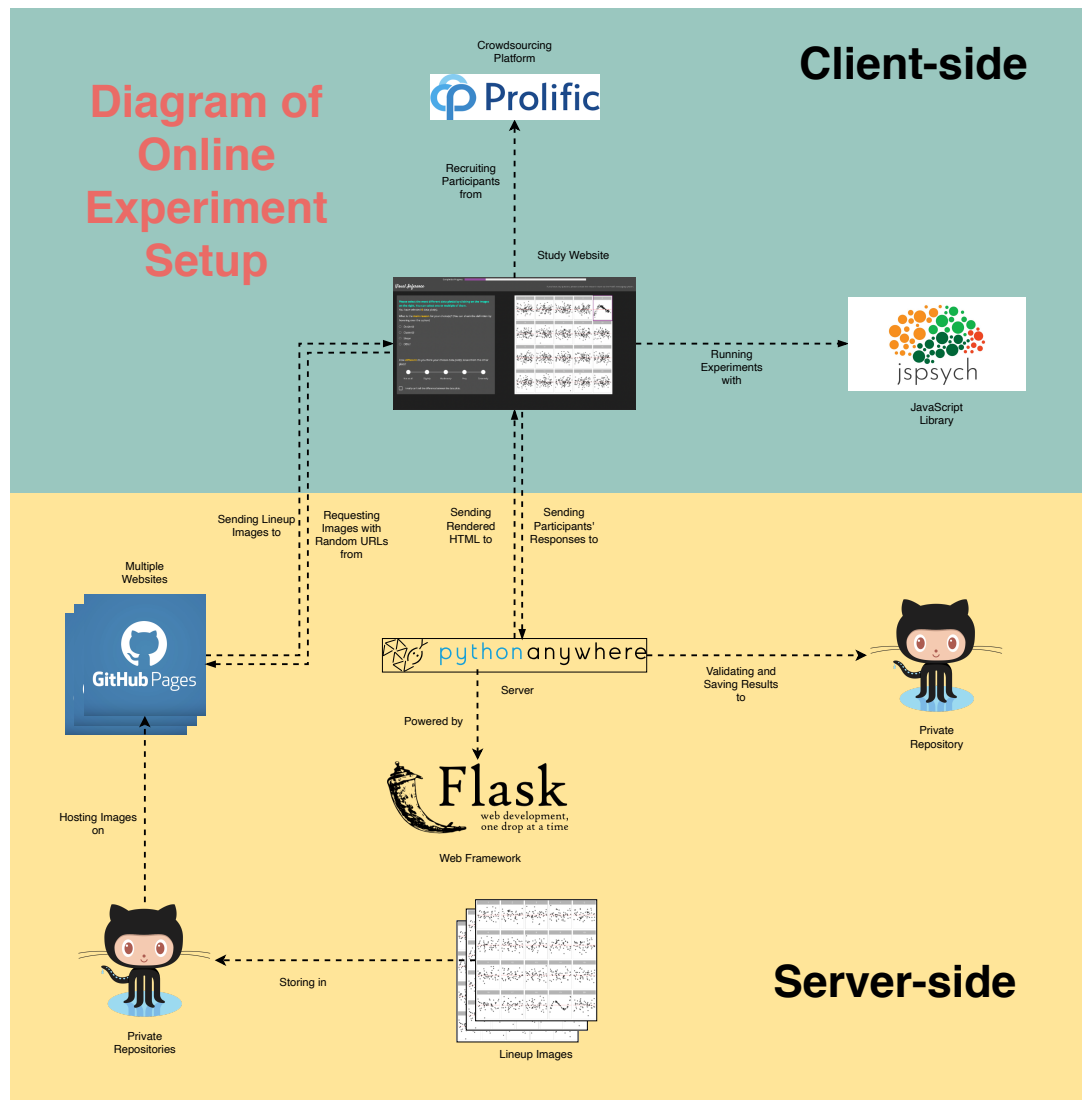 Diagram of
Online
Experiment
Setup
Client-side
Crowdsourcing
Platform
Prolific
Recruiting
Participants
from
Study Website
Running
Experiments
with
jspsych
JavaScript
Library
Sending Lineup
Images to
Requesting
Images with
Random URLs
from
Sending
Rendered
HTML to
Sending
Participants'
Responses to
Multiple
Websites
GitHub Pages
pythonanywhere
Server
Validating and
Saving Results
to
Private
Repository
Powered by
Flask
web development,
one drop at a time
Web Framework
Hosting Images
on
Private
Repositories
Storing in
Lineup Images
Server-side